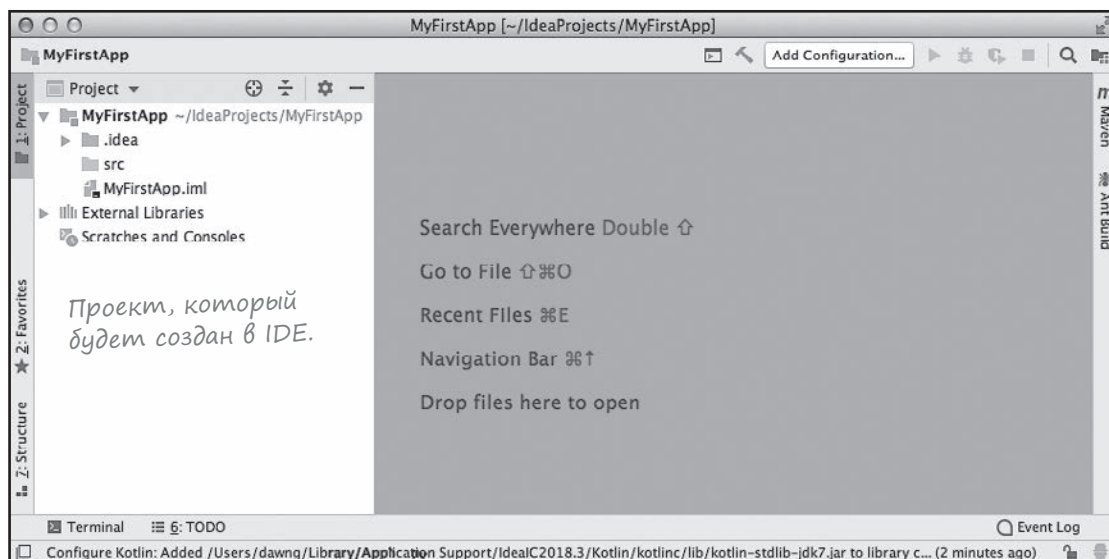 MyFirstApp [~/IdeaProjects/MyFirstApp]
MyFirstApp
Add Configuration...
1: Project
Project
MyFirstApp ~/IdeaProjects/MyFirstApp
.idea
src
MyFirstApp.iml
External Libraries
Scratches and Consoles
Проект, который
будет создан в IDE.
2: Favorites
7: Structure
Search Everywhere Double ⇧
Go to File ⇧⌘O
Recent Files ⌘E
Navigation Bar ⌘↑
Drop files here to open
m
Maven
Ant Build
Terminal
6: TODO
Event Log
Configure Kotlin: Added /Users/dawng/Library/Application Support/IdeaIC2018.3/Kotlin/kotlinc/lib/kotlin-stdlib-jdk7.jar to library c... (2 minutes ago)